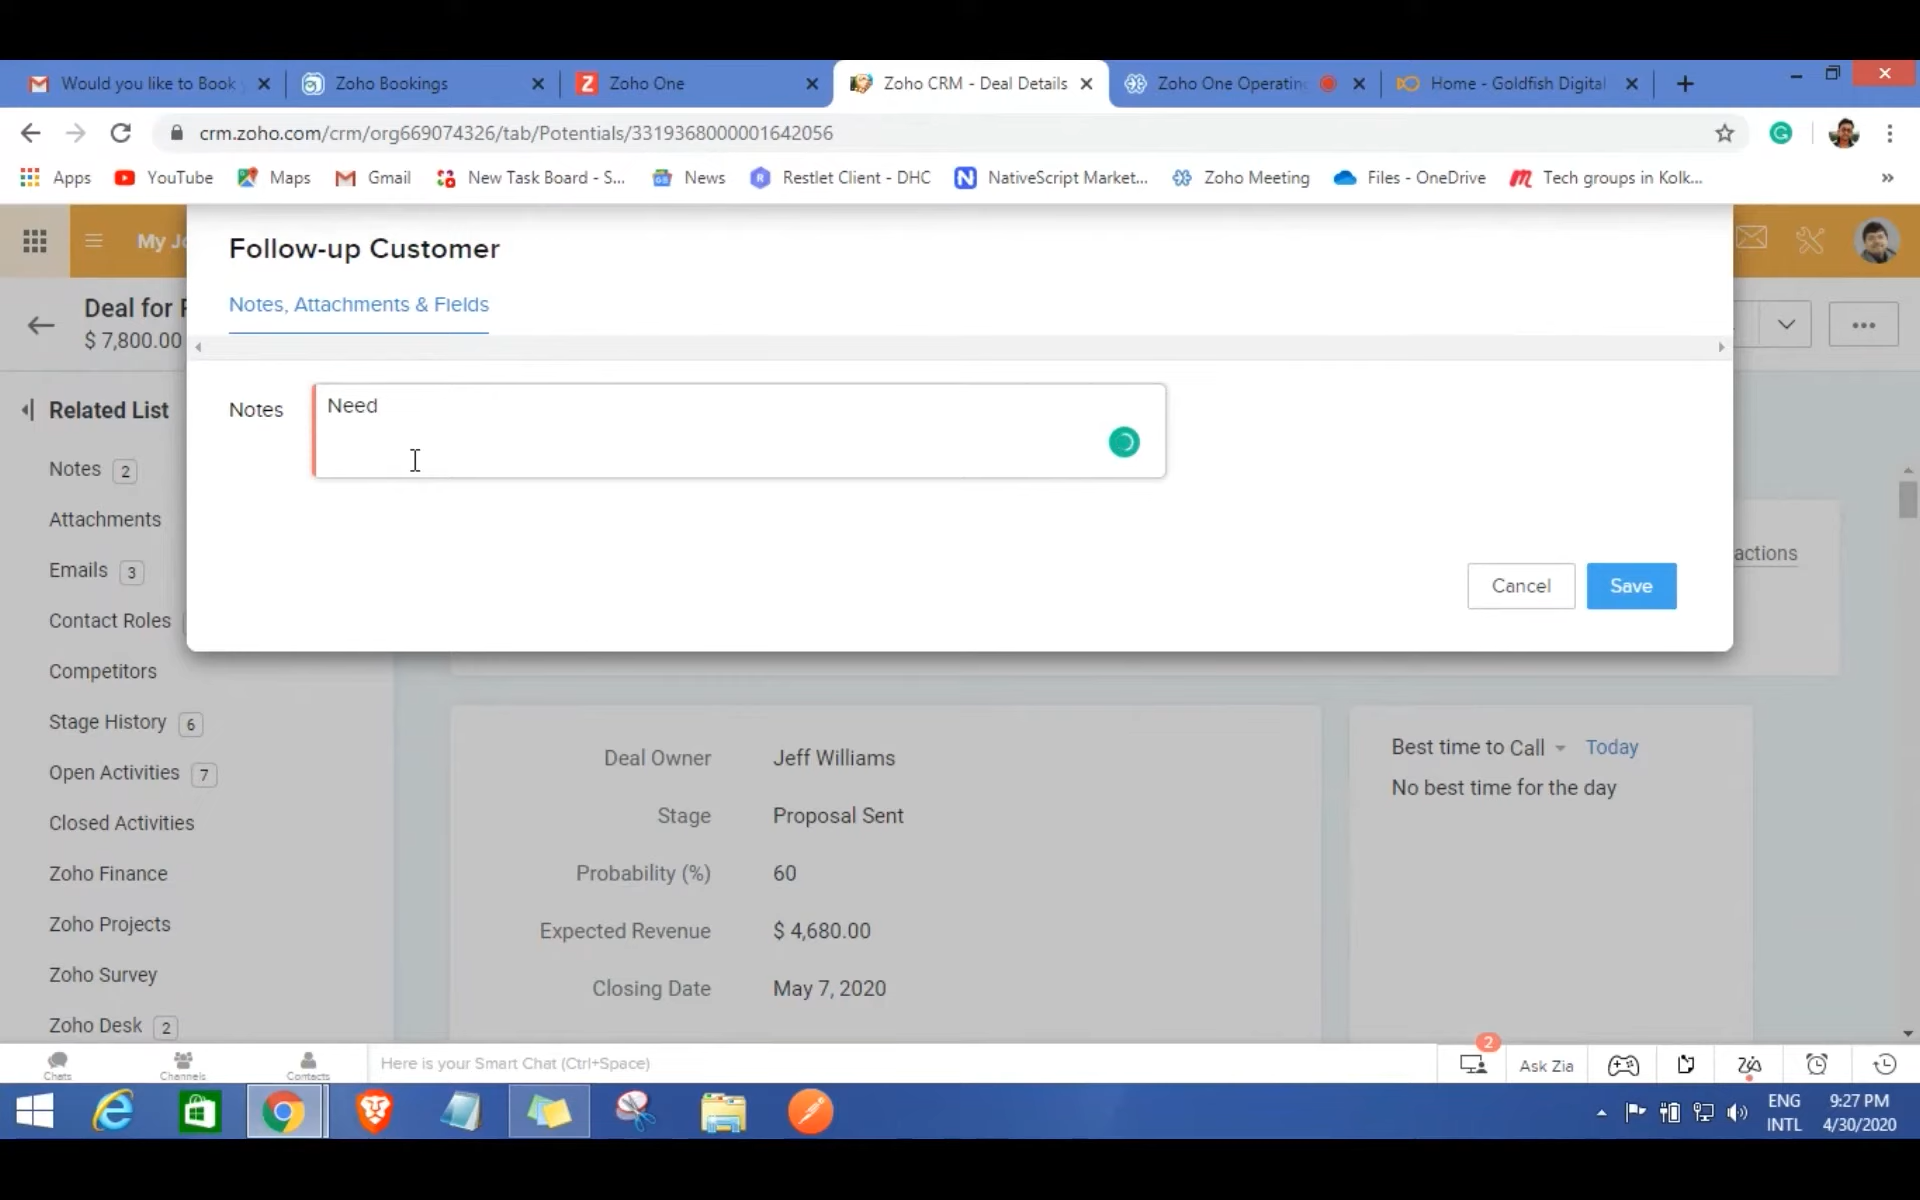 Would you like to Book
Zoho Bookings
Zoho One
Zoho CRM - Deal Details
Zoho One Operatin
Home - Goldfish Digital
crm.zoho.com/crm/org669074326/tab/Potentials/3319368000001642056
Apps
YouTube
Maps
Gmail
New Task Board - S...
News
Restlet Client - DHC
NativeScript Market...
Zoho Meeting
Files - OneDrive
Tech groups in Kolk...
My Jo
Follow-up Customer
Notes, Attachments & Fields
Deal for
$ 7,800.00
Notes
Need
Cancel
Save
actions
Related List
Notes 2
Attachments
Emails 3
Contact Roles
Competitors
Stage History 6
Open Activities 7
Closed Activities
Zoho Finance
Zoho Projects
Zoho Survey
Zoho Desk 2
Deal Owner Jeff Williams
Stage Proposal Sent
Probability (%) 60
Expected Revenue $ 4,680.00
Closing Date May 7, 2020
Best time to Call Today
No best time for the day
Chats
Channels
Contacts
Here is your Smart Chat (Ctrl+Space)
2
Ask Zia
ENG
INTL
9:27 PM
4/30/2020